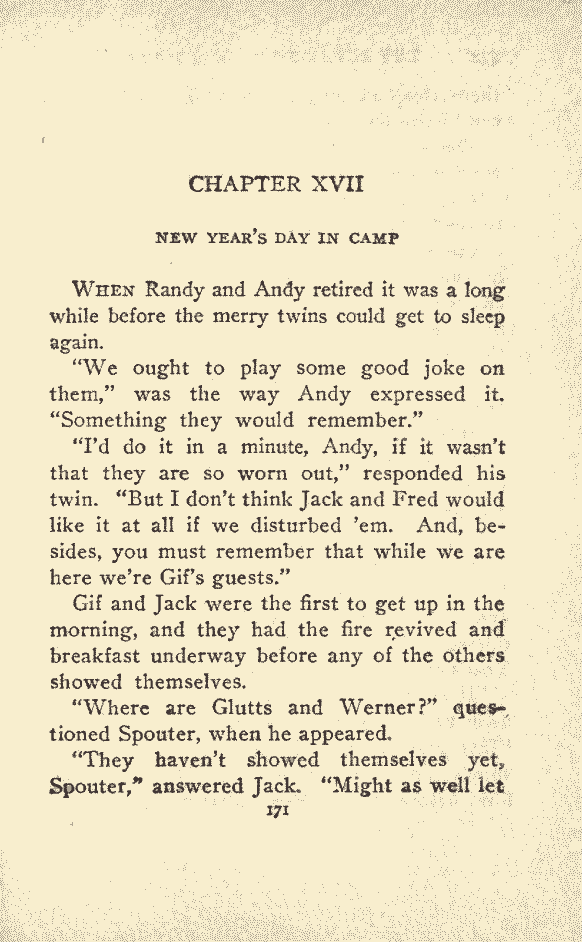 CHAPTER XVII
NEW YEAR'S DAY IN CAMP
WHEN Randy and Andy retired it was a long
while before the merry twins could get to sleep
again.
"We ought to play some good joke on
them," was the way Andy expressed it.
"Something they would remember."
"I'd do it in a minute, Andy, if it wasn't
that they are so worn out," responded his
twin. "But I don't think Jack and Fred would
like it at all if we disturbed 'em. And, be-
sides, you must remember that while we are
here we're Gif's guests."
Gif and Jack were the first to get up in the
morning, and they had the fire revived and
breakfast underway before any of the others
showed themselves.
"Where are Glutts and Werner?" ques-
tioned Spouter, when he appeared.
"They haven't showed themselves yet,
Spouter," answered Jack. "Might as well let
171